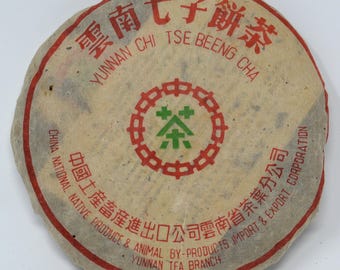 雲南七子餅茶
YUNNAN CHI TSE BEENG CHA
茶
中國土產畜產進出口公司雲南省茶葉分公司
CHINA NATIONAL NATIVE PRODUCE & ANIMAL BY-PRODUCTS IMPORT & EXPORT CORPORATION
YUNNAN TEA BRANCH